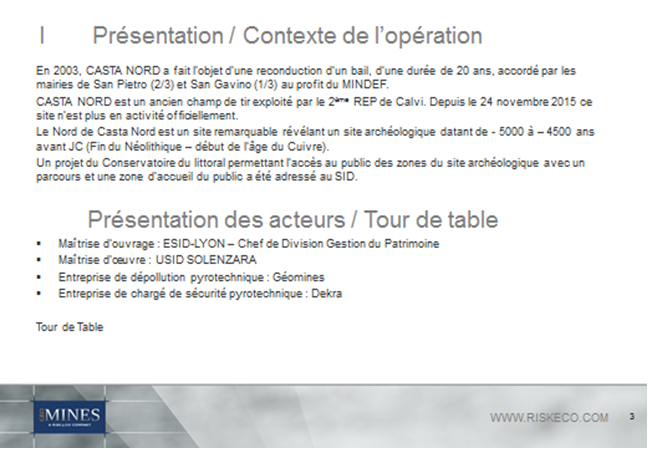 I Présentation / Contexte de l'opération
En 2003, CASTA NORD a fait l'objet d'une reconduction d'un bail, d'une durée de 20 ans, accordé par les
mairies de San Pietro (2/3) et San Gavino (1/3) au profit du MINDEF.
CASTA NORD est un ancien champ de tir exploité par le 2ème REP de Calvi. Depuis le 24 novembre 2015 ce
site n'est plus en activité officiellement.
Le Nord de Casta Nord est un site remarquable révélant un site archéologique datant de - 5000 à – 4500 ans
avant JC (Fin du Néolithique – début de l'âge du Cuivre).
Un projet du Conservatoire du littoral permettant l'accès au public des zones du site archéologique avec un
parcours et une zone d'accueil du public a été adressé au SID.
Présentation des acteurs / Tour de table
▪ Maîtrise d'ouvrage : ESID-LYON – Chef de Division Gestion du Patrimoine
▪ Maîtrise d'œuvre : USID SOLENZARA
▪ Entreprise de dépollution pyrotechnique : Géomines
▪ Entreprise de chargé de sécurité pyrotechnique : Dekra
Tour de Table
GEOMINES
A RISK&CO COMPANY
WWW.RISKECO.COM 3